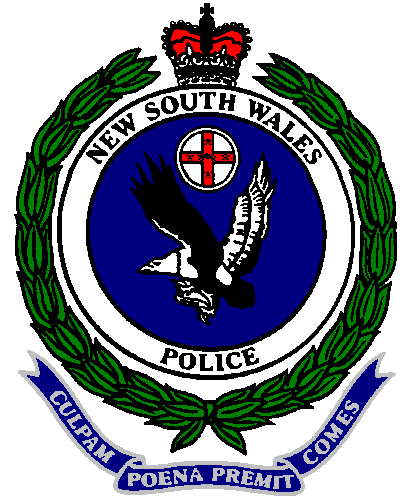 NEW SOUTH WALES
POLICE
CULPAM
POENA PREMIT
COMES